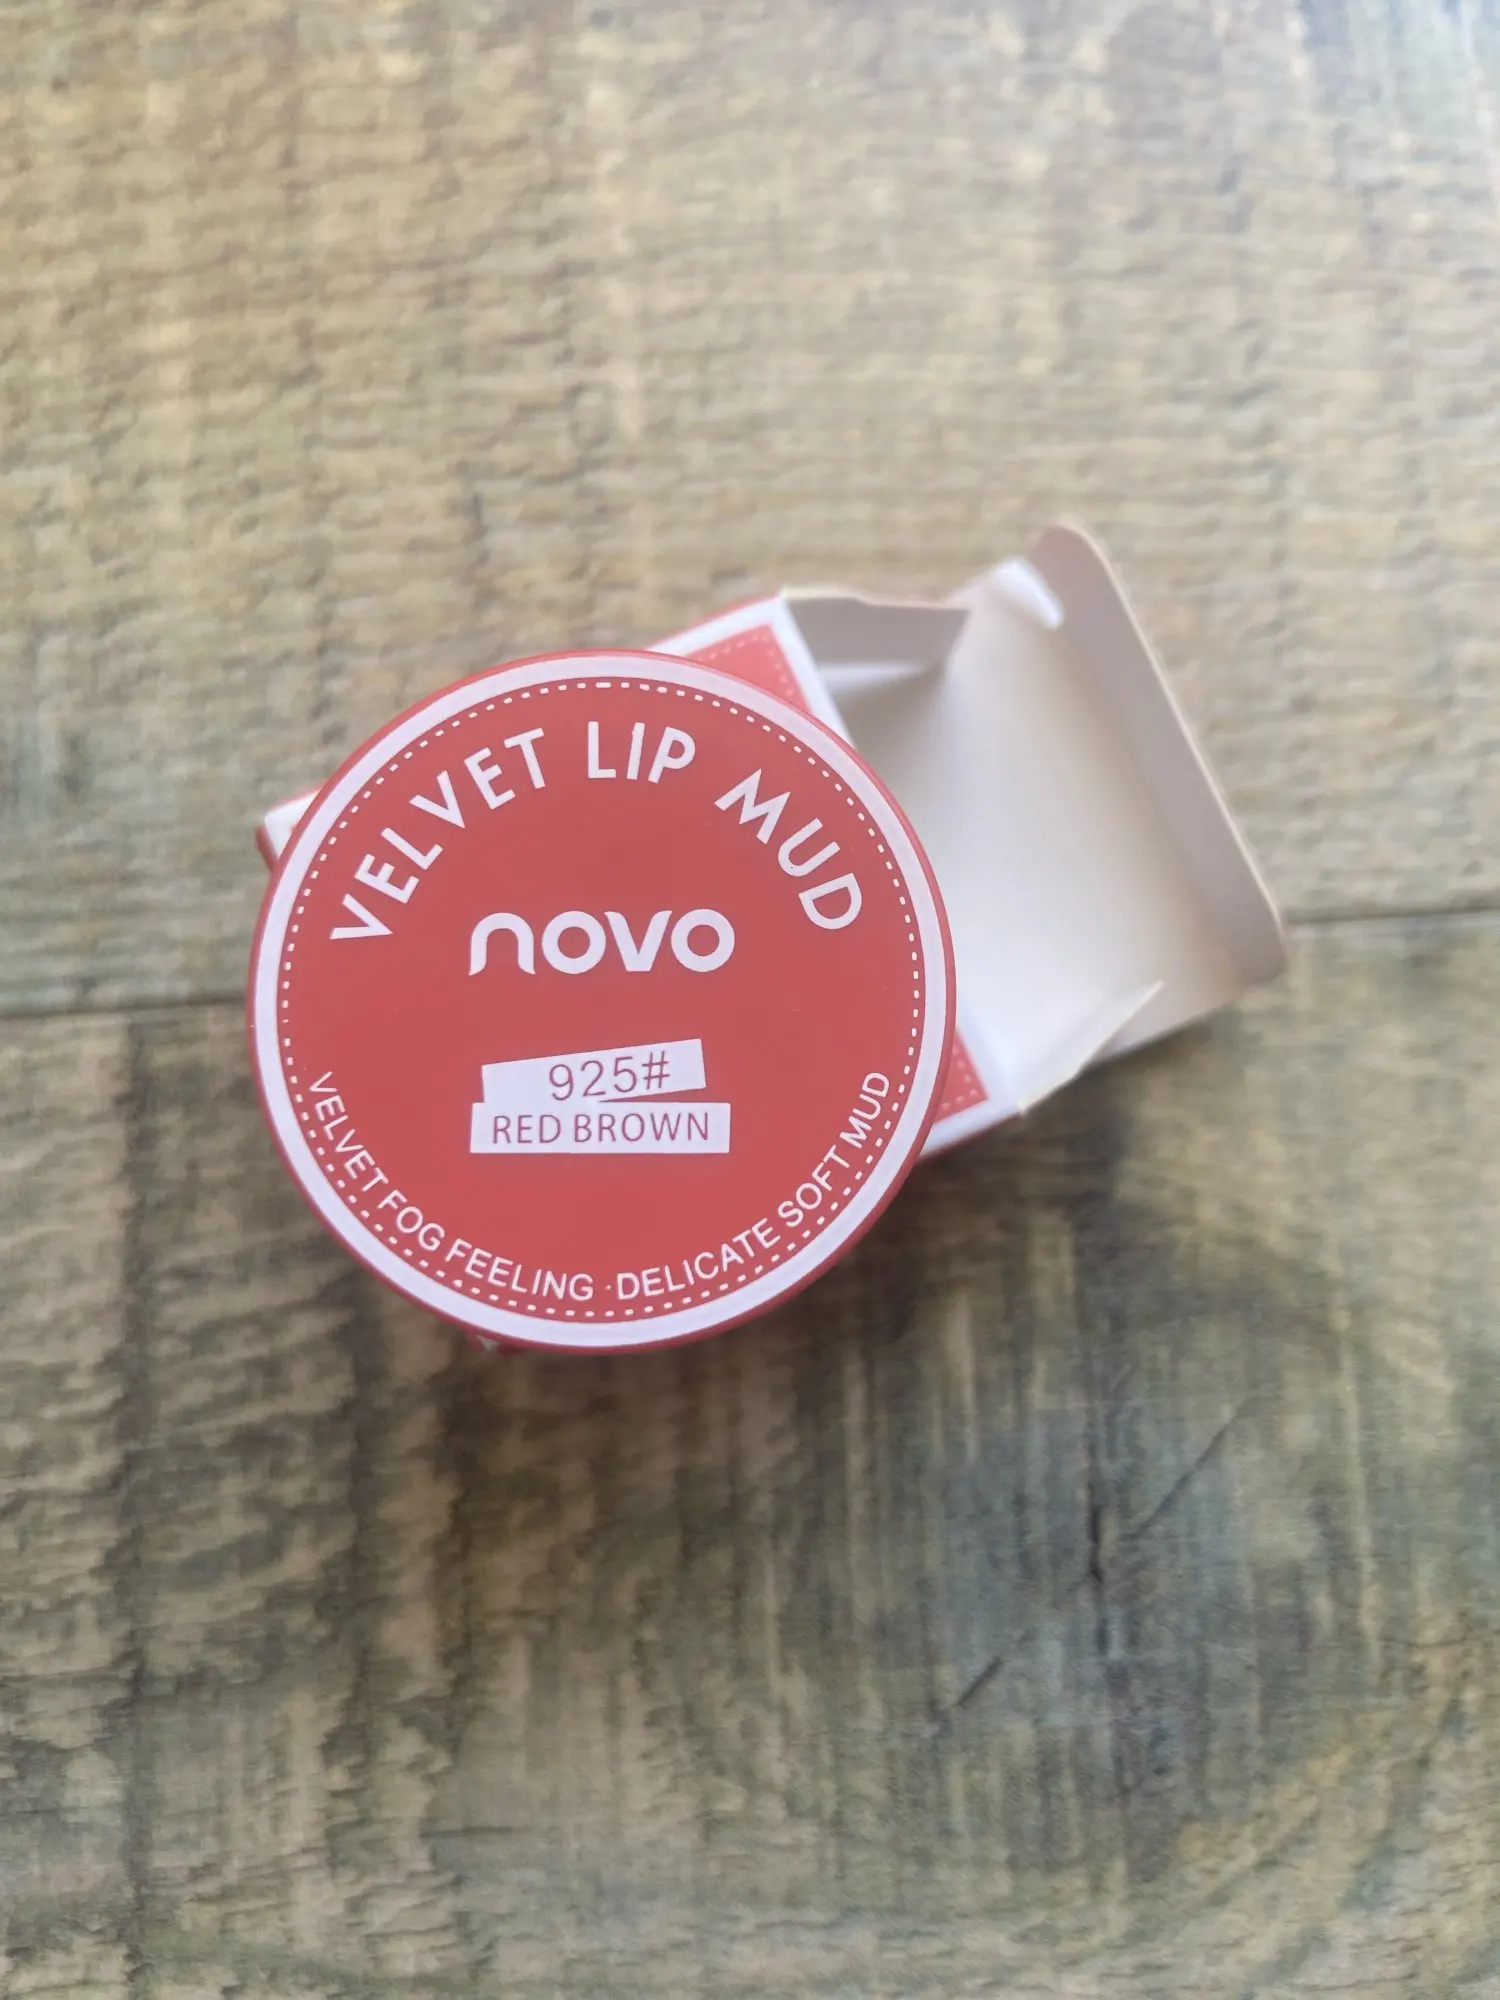 VELVET LIP MUD
novo
925#
RED BROWN
VELVET FOG FEELING · DELICATE SOFT MUD